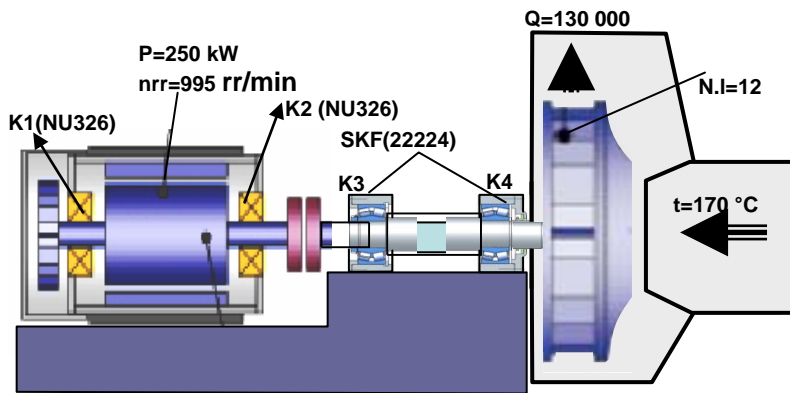 Q=130 000
P=250 kW
nrr=995 rr/min
N.l=12
K1(NU326)
K2 (NU326)
SKF(22224)
K3
K4
t=170 °C